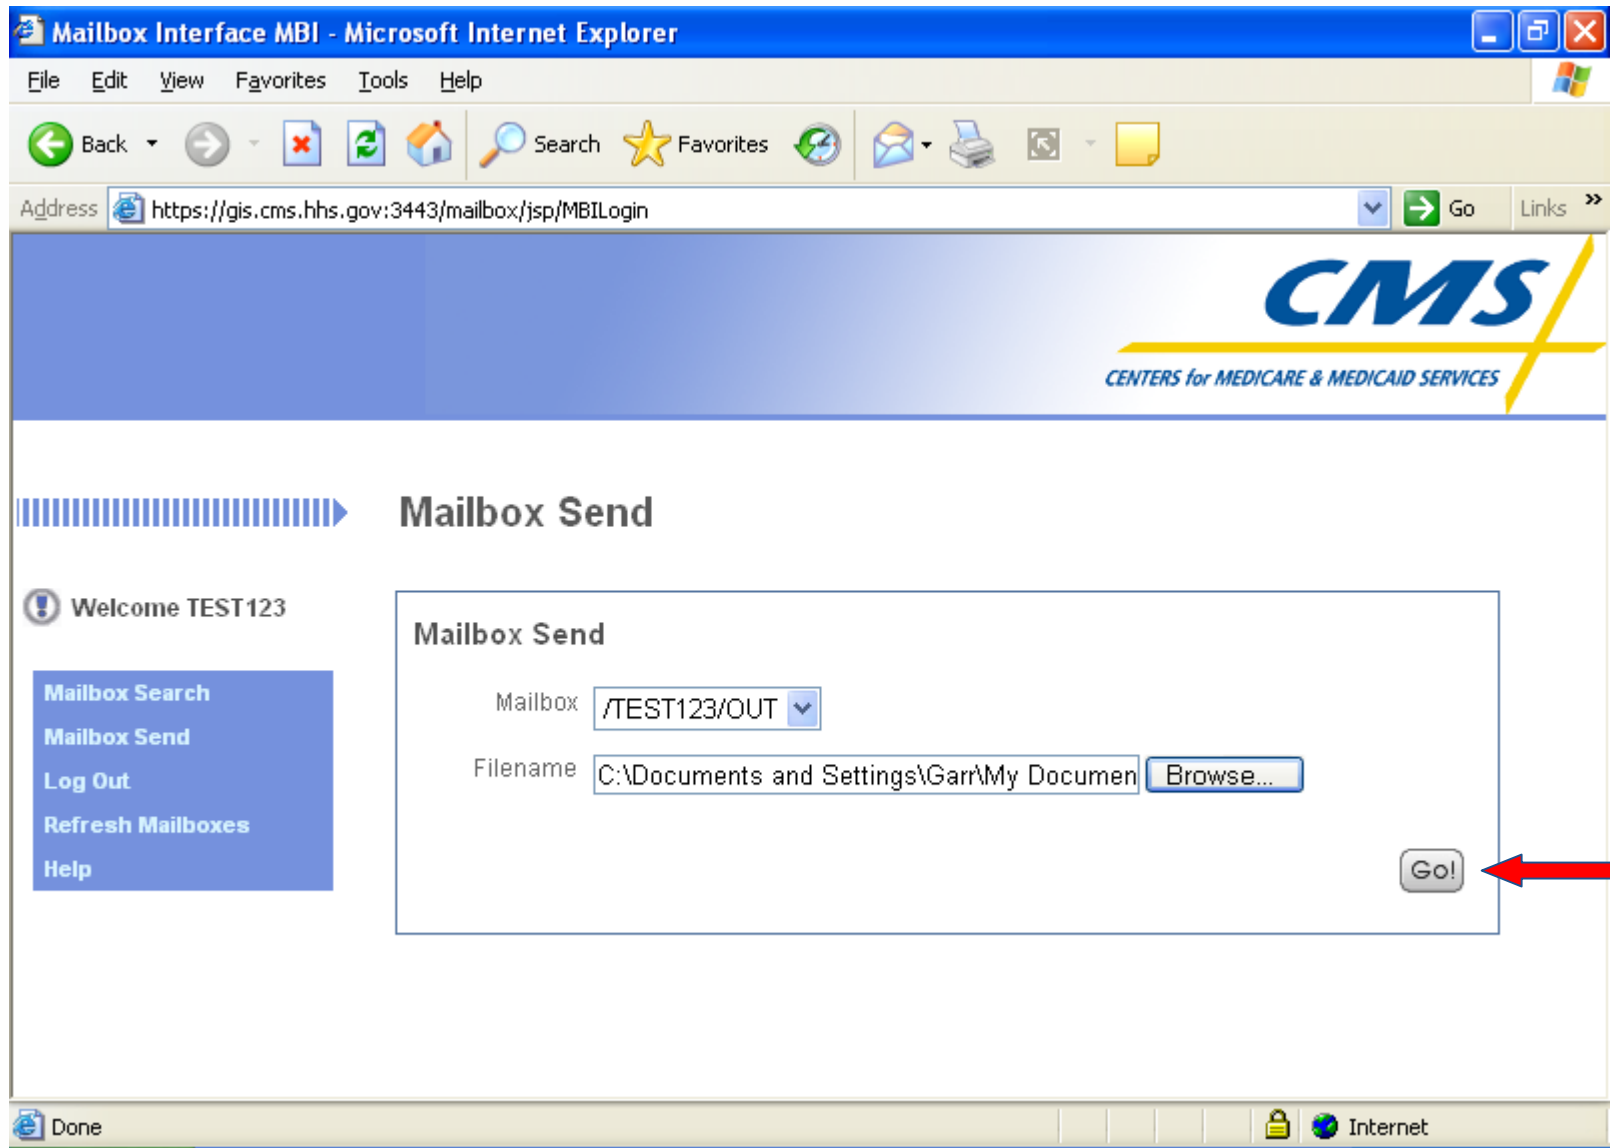 Mailbox Interface MBI - Microsoft Internet Explorer
File Edit View Favorites Tools Help
Back Search Favorites
Address https://gis.cms.hhs.gov:3443/mailbox/jsp/MBILogin Go Links »
CMS
CENTERS for MEDICARE & MEDICAID SERVICES
Mailbox Send
Welcome TEST123
Mailbox Search
Mailbox Send
Log Out
Refresh Mailboxes
Help
Mailbox Send
Mailbox /TEST123/OUT
Filename C:\Documents and Settings\Garr\My Documen Browse...
Go!
Done Internet